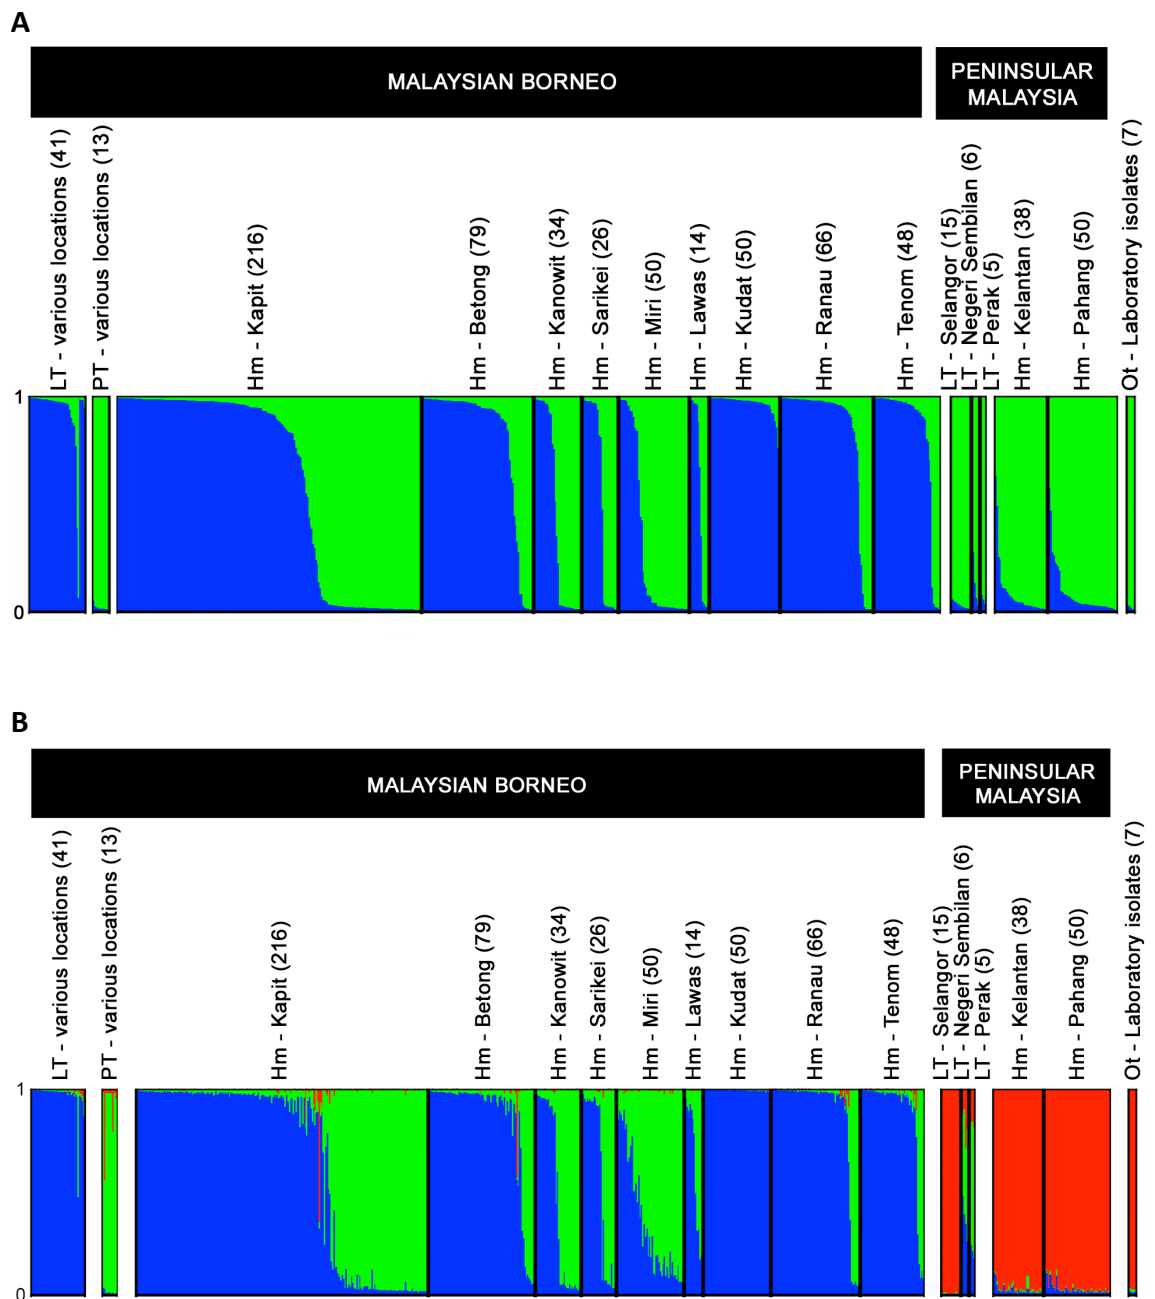 A
MALAYSIAN BORNEO
PENINSULAR
MALAYSIA
LT - various locations (41)
PT - various locations (13)
Hm - Kapit (216)
Hm - Betong (79)
Hm - Kanowit (34)
Hm - Sarikei (26)
Hm - Miri (50)
Hm - Lawas (14)
Hm - Kudat (50)
Hm - Ranau (66)
Hm - Tenom (48)
LT - Selangor (15)
LT - Negeri Sembilan (6)
LT - Perak (5)
Hm - Kelantan (38)
Hm - Pahang (50)
Ot - Laboratory isolates (7)
1
0
B
MALAYSIAN BORNEO
PENINSULAR
MALAYSIA
LT - various locations (41)
PT - various locations (13)
Hm - Kapit (216)
Hm - Betong (79)
Hm - Kanowit (34)
Hm - Sarikei (26)
Hm - Miri (50)
Hm - Lawas (14)
Hm - Kudat (50)
Hm - Ranau (66)
Hm - Tenom (48)
LT - Selangor (15)
LT - Negeri Sembilan (6)
LT - Perak (5)
Hm - Kelantan (38)
Hm - Pahang (50)
Ot - Laboratory isolates (7)
1
0